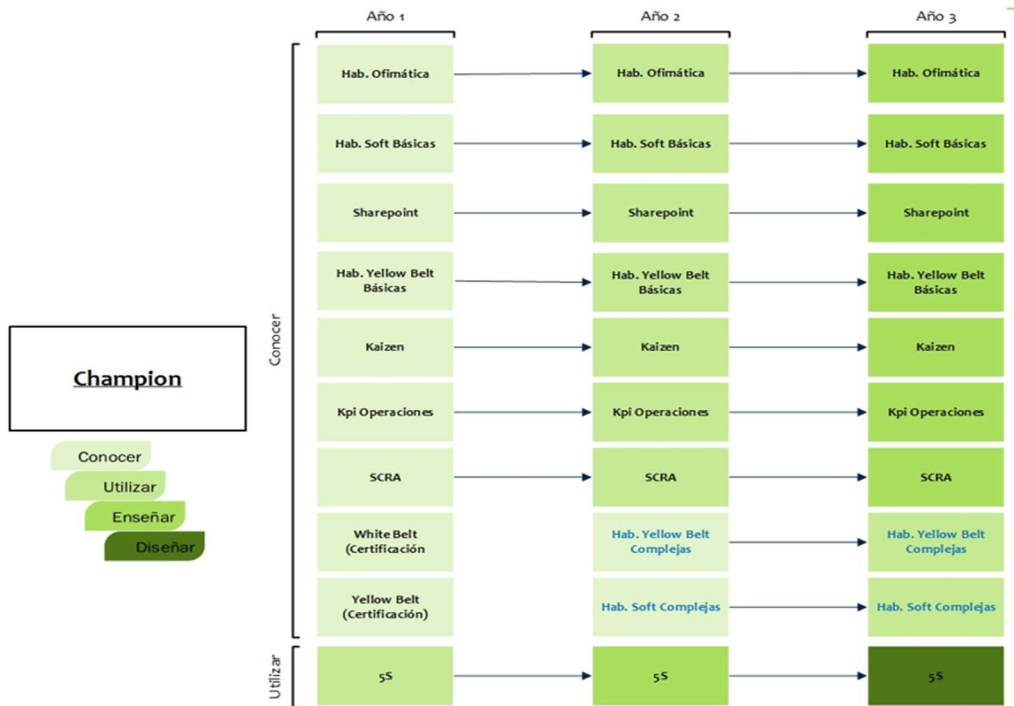 Año 1
Año 2
Año 3
Hab. Ofimática
Hab. Ofimática
Hab. Ofimática
Hab. Soft Básicas
Hab. Soft Básicas
Hab. Soft Básicas
Sharepoint
Sharepoint
Sharepoint
Hab. Yellow Belt
Básicas
Hab. Yellow Belt
Básicas
Hab. Yellow Belt
Básicas
Conocer
Kaizen
Kaizen
Kaizen
Champion
Kpi Operaciones
Kpi Operaciones
Kpi Operaciones
Conocer
Utilizar
Enseñar
Diseñar
SCRA
SCRA
SCRA
White Belt
(Certificación
Hab. Yellow Belt
Complejas
Hab. Yellow Belt
Complejas
Yellow Belt
(Certificación)
Hab. Soft Complejas
Hab. Soft Complejas
Utilizar
5S
5S
5S